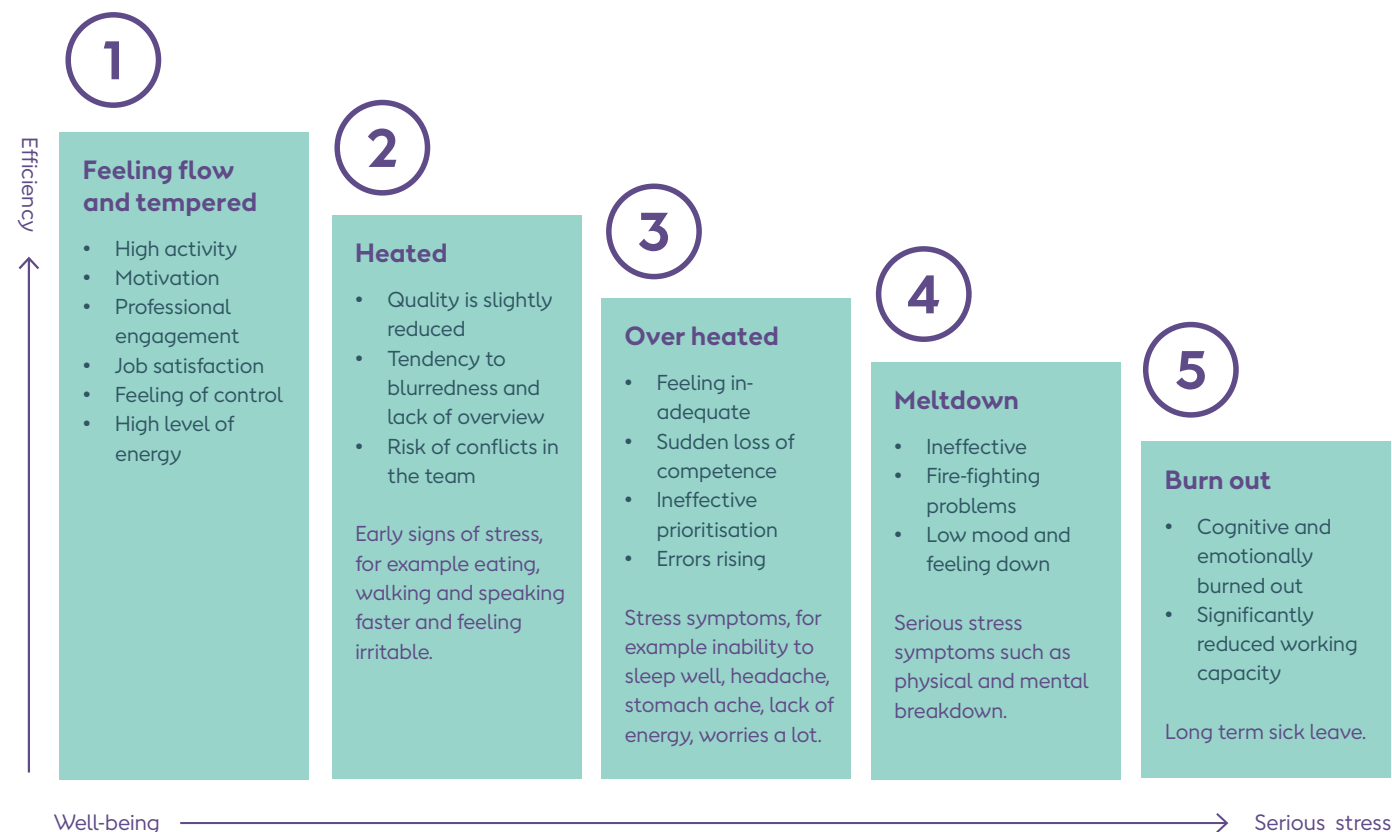 Efficiency
1
Feeling flow
and tempered
• High activity
• Motivation
• Professional
engagement
• Job satisfaction
• Feeling of control
• High level of
energy
2
Heated
• Quality is slightly
reduced
• Tendency to
blurredness and
lack of overview
• Risk of conflicts in
the team
Early signs of stress,
for example eating,
walking and speaking
faster and feeling
irritable.
3
Over heated
• Feeling in-
adequate
• Sudden loss of
competence
• Ineffective
prioritisation
• Errors rising
Stress symptoms, for
example inability to
sleep well, headache,
stomach ache, lack of
energy, worries a lot.
4
Meltdown
• Ineffective
• Fire-fighting
problems
• Low mood and
feeling down
Serious stress
symptoms such as
physical and mental
breakdown.
5
Burn out
• Cognitive and
emotionally
burned out
• Significantly
reduced working
capacity
Long term sick leave.
Well-being
Serious stress